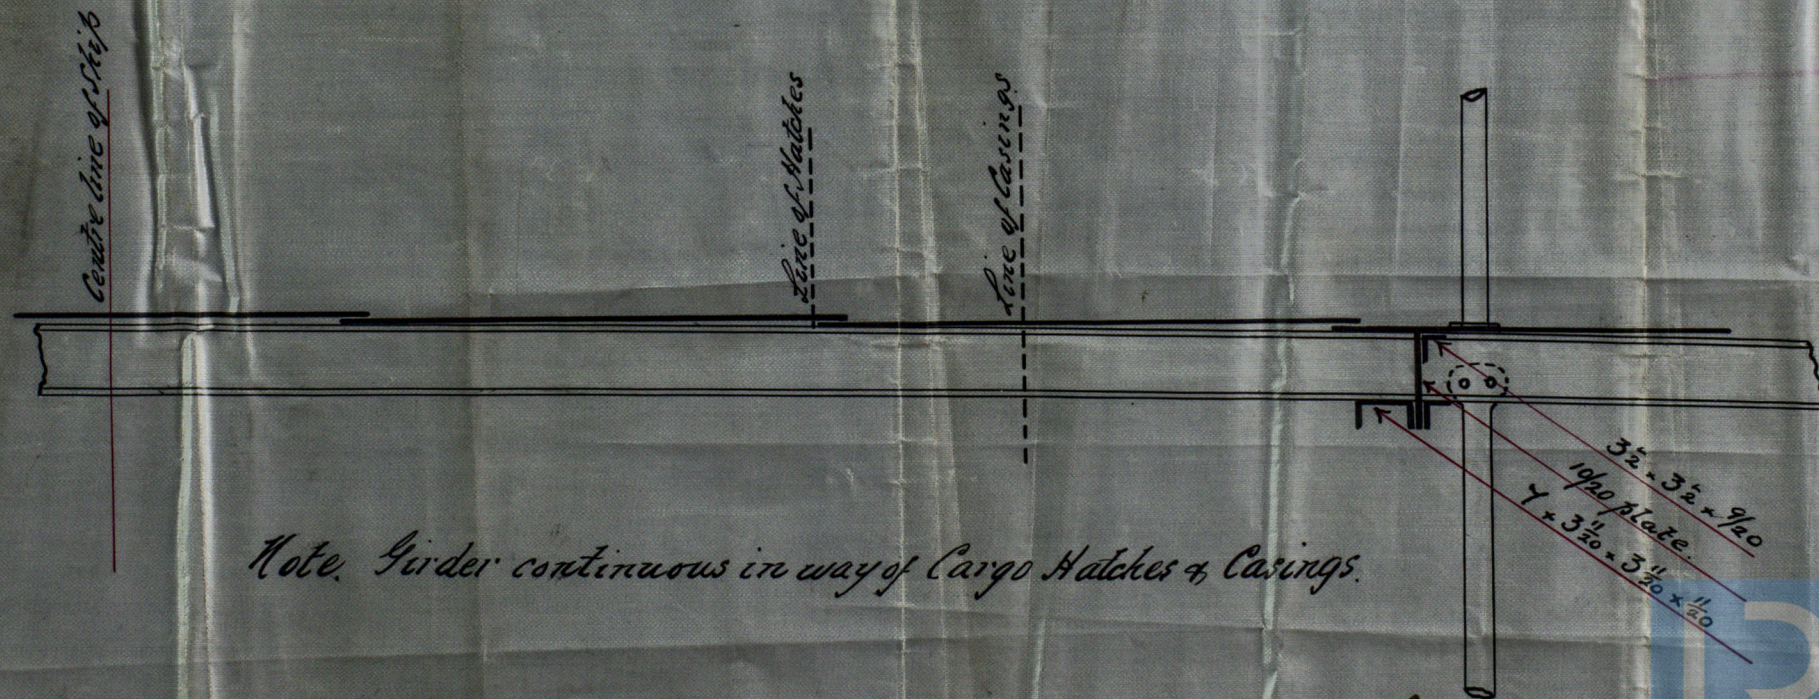 Centre line of Ship
Line of Hatches
Line of Casings.
3½ × 3½ × 9/20
10/20 plate.
7 × 3 11/20 × 3 11/20 × 11/20
Note. Girder continuous in way of Cargo Hatches & Casings.